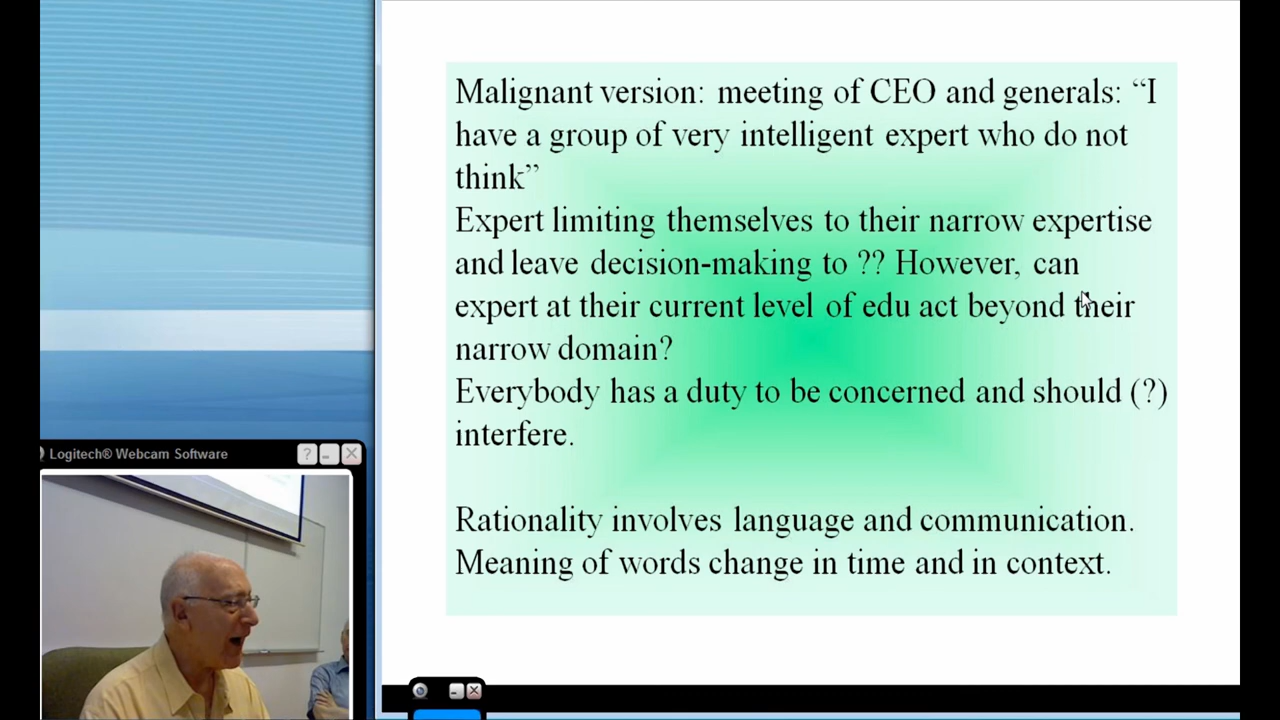 Malignant version: meeting of CEO and generals: “I
have a group of very intelligent expert who do not
think”
Expert limiting themselves to their narrow expertise
and leave decision-making to ?? However, can
expert at their current level of edu act beyond their
narrow domain?
Everybody has a duty to be concerned and should (?)
interfere.
Rationality involves language and communication.
Meaning of words change in time and in context.
Logitech® Webcam Software